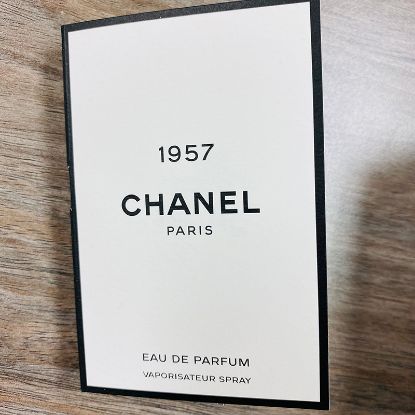 1957
CHANEL
PARIS
EAU DE PARFUM
VAPORISATEUR SPRAY